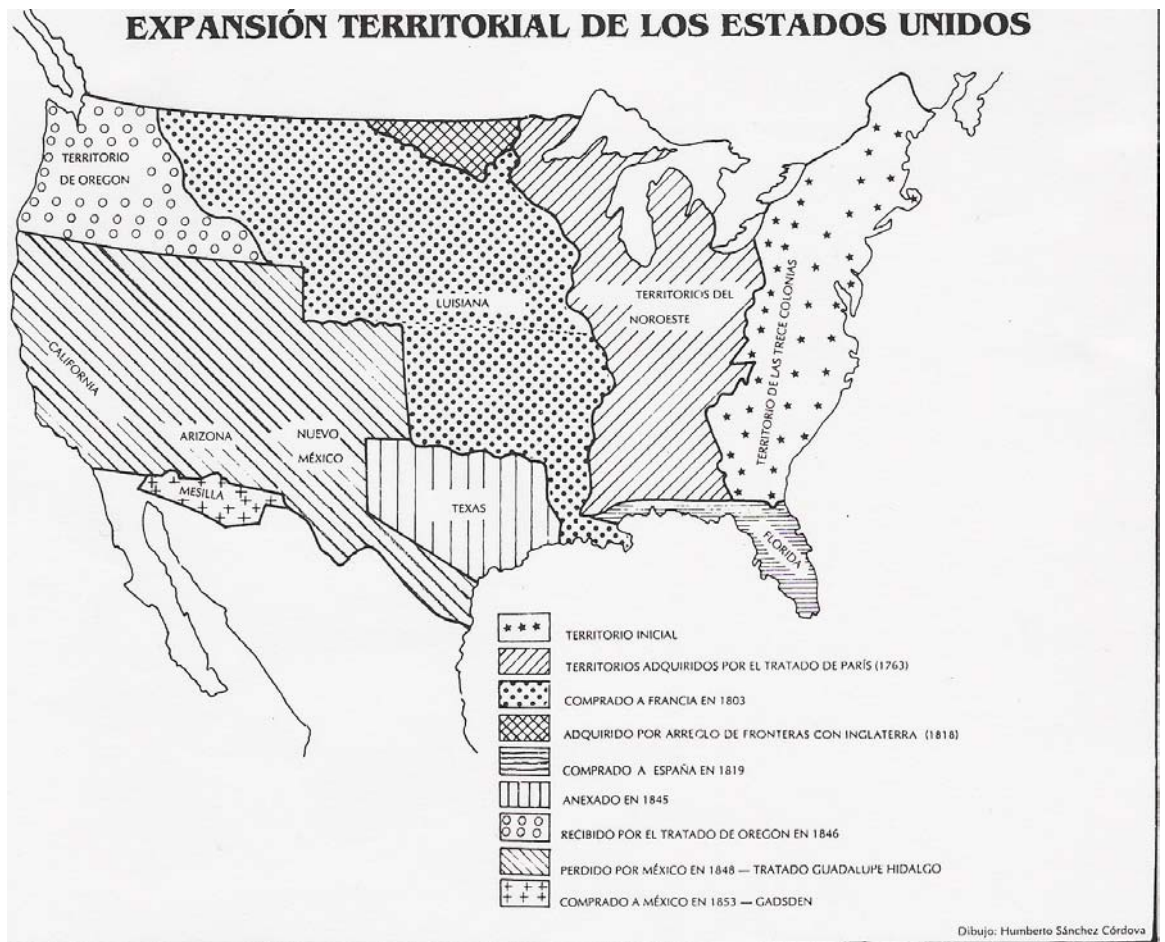 EXPANSIÓN TERRITORIAL DE LOS ESTADOS UNIDOS
TERRITORIO
DE OREGON
LUISIANA
TERRITORIOS DEL
NOROESTE
TERRITORIO DE LAS TRECE COLONIAS
CALIFORNIA
ARIZONA
NUEVO
MÉXICO
MESILLA
TEXAS
FLORIDA
TERRITORIO INICIAL
TERRITORIOS ADQUIRIDOS POR EL TRATADO DE PARÍS (1763)
COMPRADO A FRANCIA EN 1803
ADQUIRIDO POR ARREGLO DE FRONTERAS CON INGLATERRA (1818)
COMPRADO A ESPAÑA EN 1819
ANEXADO EN 1845
RECIBIDO POR EL TRATADO DE OREGON EN 1846
PERDIDO POR MÉXICO EN 1848 — TRATADO GUADALUPE HIDALGO
COMPRADO A MÉXICO EN 1853 — GADSDEN
Dibujo: Humberto Sánchez Córdova